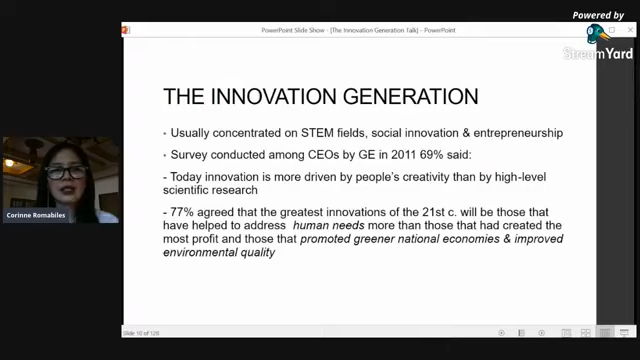 Powered by
StreamYard
PowerPoint Slide Show - [The Innovation Generation Talk] - PowerPoint
THE INNOVATION GENERATION
• Usually concentrated on STEM fields, social innovation & entrepreneurship
• Survey conducted among CEOs by GE in 2011 69% said:
- Today innovation is more driven by people's creativity than by high-level
scientific research
- 77% agreed that the greatest innovations of the 21st c. will be those that
have helped to address human needs more than those that had created the
most profit and those that promoted greener national economies & improved
environmental quality
Corinne Romabiles
Slide 10 of 128